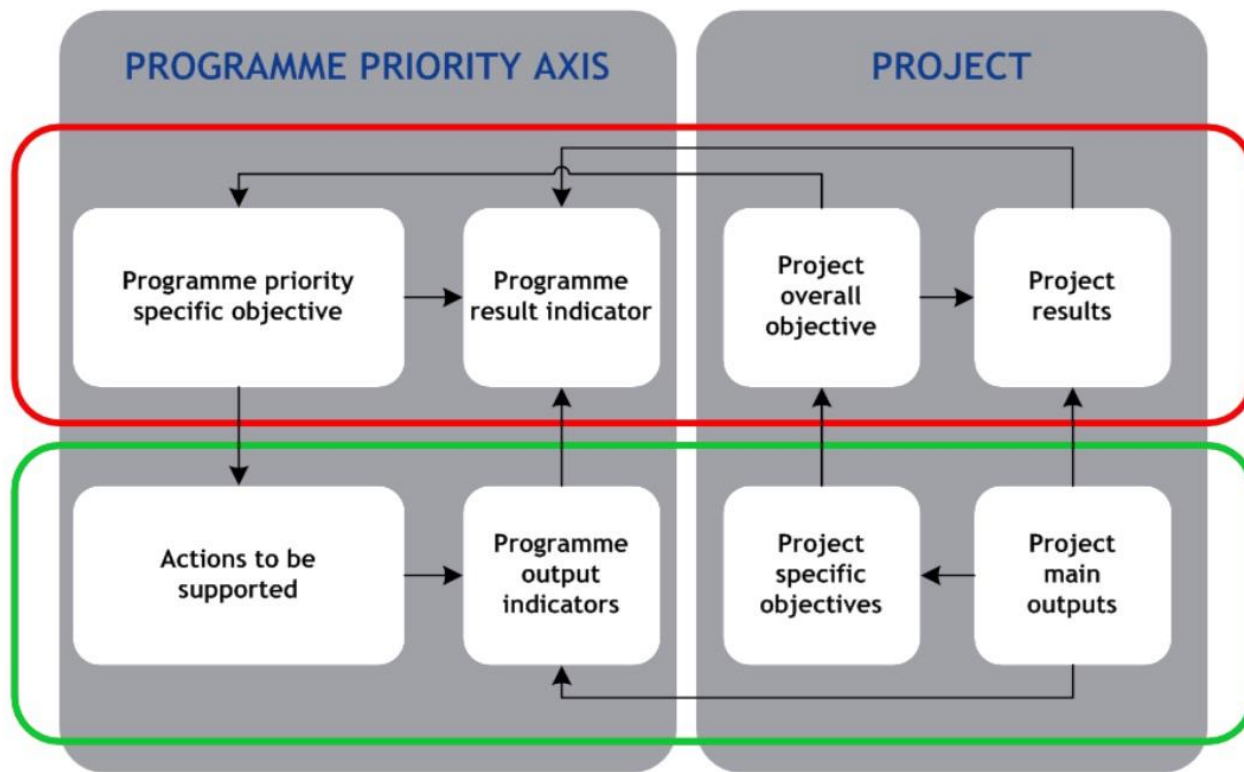 PROGRAMME PRIORITY AXIS
PROJECT
Programme priority
specific objective
Programme
result indicator
Project
overall
objective
Project
results
Actions to be
supported
Programme
output
indicators
Project
specific
objectives
Project
main
outputs